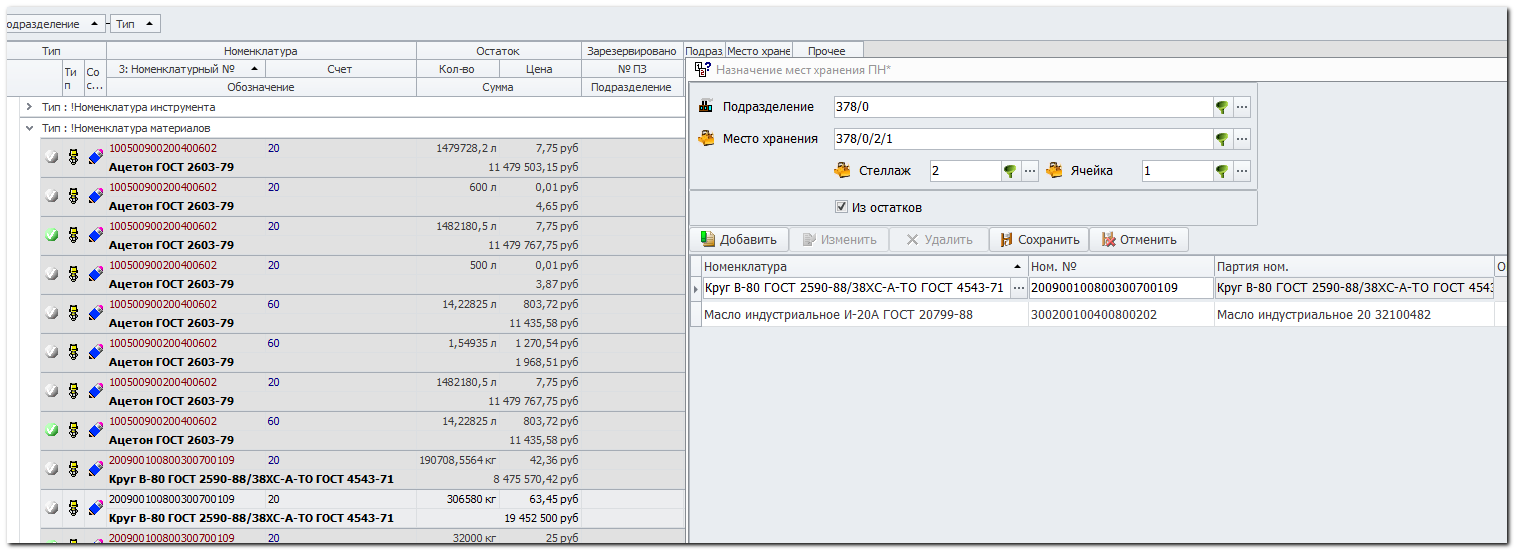 одразделение Тип
Тип Номенклатура Остаток Зарезервировано Подраз Место хране Прочее
Ти п Со с... 3: Номенклатурный № Счет Кол-во Цена № ПЗ
Обозначение Сумма Подразделение
Тип : !Номенклатура инструмента
Тип : !Номенклатура материалов
100500900200400602 20 1479728,2 л 7,75 руб
Ацетон ГОСТ 2603-79 11 479 503,15 руб
100500900200400602 20 600 л 0,01 руб
Ацетон ГОСТ 2603-79 4,65 руб
100500900200400602 20 1482180,5 л 7,75 руб
Ацетон ГОСТ 2603-79 11 479 767,75 руб
100500900200400602 20 500 л 0,01 руб
Ацетон ГОСТ 2603-79 3,87 руб
100500900200400602 60 14,22825 л 803,72 руб
Ацетон ГОСТ 2603-79 11 435,58 руб
100500900200400602 60 1,54935 л 1 270,54 руб
Ацетон ГОСТ 2603-79 1 968,51 руб
100500900200400602 20 1482180,5 л 7,75 руб
Ацетон ГОСТ 2603-79 11 479 767,75 руб
100500900200400602 60 14,22825 л 803,72 руб
Ацетон ГОСТ 2603-79 11 435,58 руб
200900100800300700109 20 190708,5564 кг 42,36 руб
Круг В-80 ГОСТ 2590-88/38ХС-А-ТО ГОСТ 4543-71 8 475 570,42 руб
200900100800300700109 20 306580 кг 63,45 руб
Круг В-80 ГОСТ 2590-88/38ХС-А-ТО ГОСТ 4543-71 19 452 500 руб
200900100800300700109 20 32000 кг 25 руб
Назначение мест хранения ПН*
Подразделение 378/0
Место хранения 378/0/2/1
Стеллаж 2 Ячейка 1
Из остатков
Добавить Изменить Удалить Сохранить Отменить
Номенклатура Ном. № Партия ном. О
Круг В-80 ГОСТ 2590-88/38ХС-А-ТО ГОСТ 4543-71 200900100800300700109 Круг В-80 ГОСТ 2590-88/38ХС-А-ТО ГОСТ 4543
Масло индустриальное И-20А ГОСТ 20799-88 300200100400800202 Масло индустриальное 20 32100482